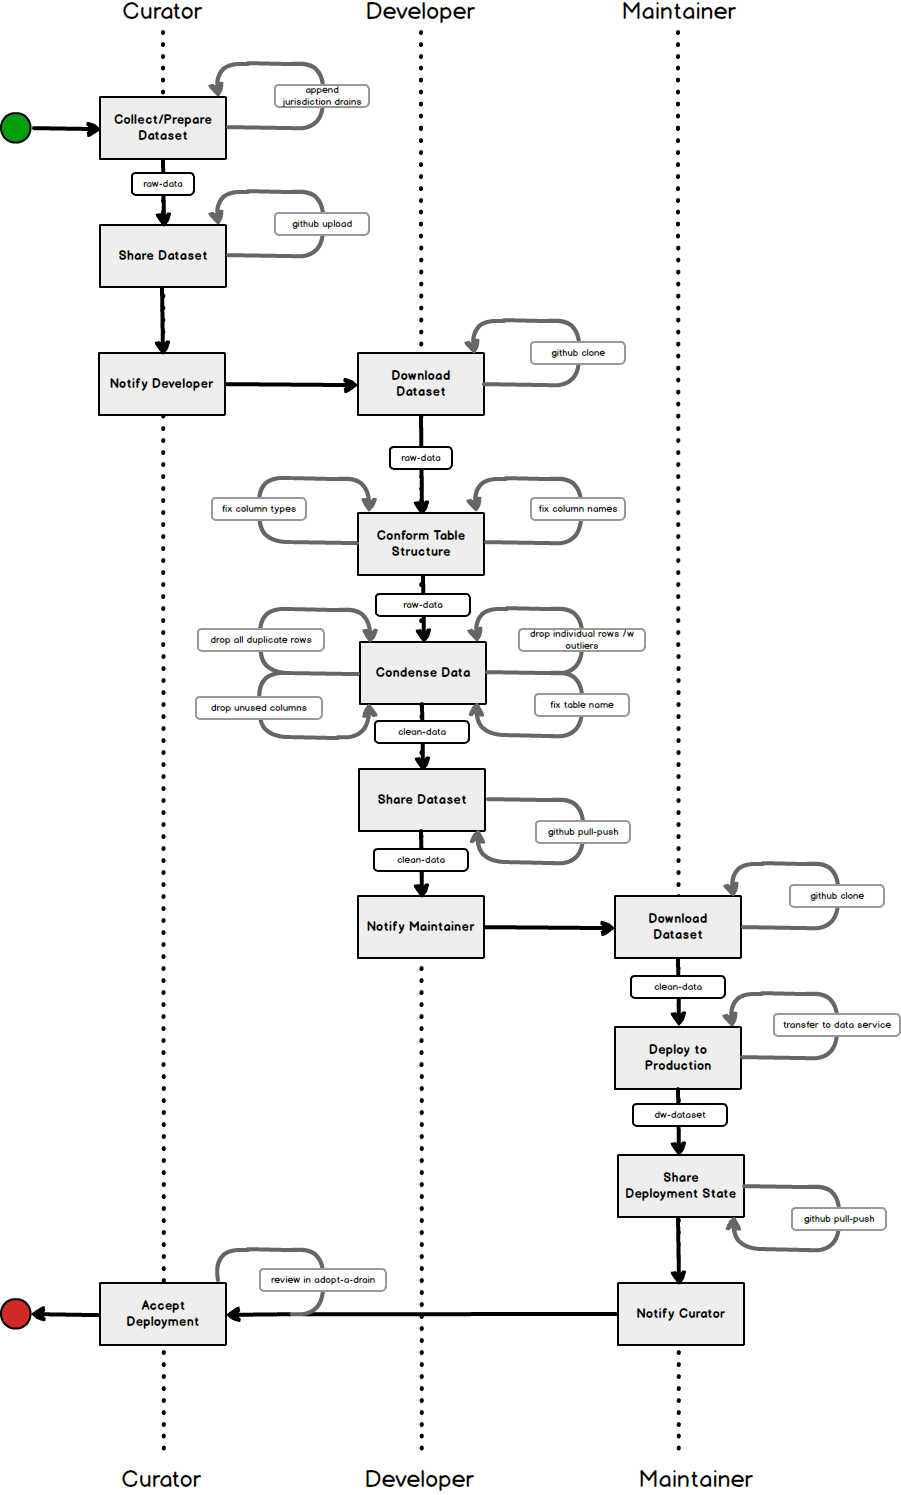 Curator
Developer
Maintainer
append
jurisdiction drains
Collect/Prepare
Dataset
raw-data
github upload
Share Dataset
github clone
Notify Developer
Download
Dataset
raw-data
fix column types
fix column names
Conform Table
Structure
raw-data
drop all duplicate rows
drop individual rows /w
outliers
Condense Data
drop unused columns
fix table name
clean-data
Share Dataset
github pull-push
clean-data
github clone
Notify Maintainer
Download
Dataset
clean-data
transfer to data service
Deploy to
Production
dw-dataset
Share
Deployment State
github pull-push
review in adopt-a-drain
Accept
Deployment
Notify Curator
Curator
Developer
Maintainer